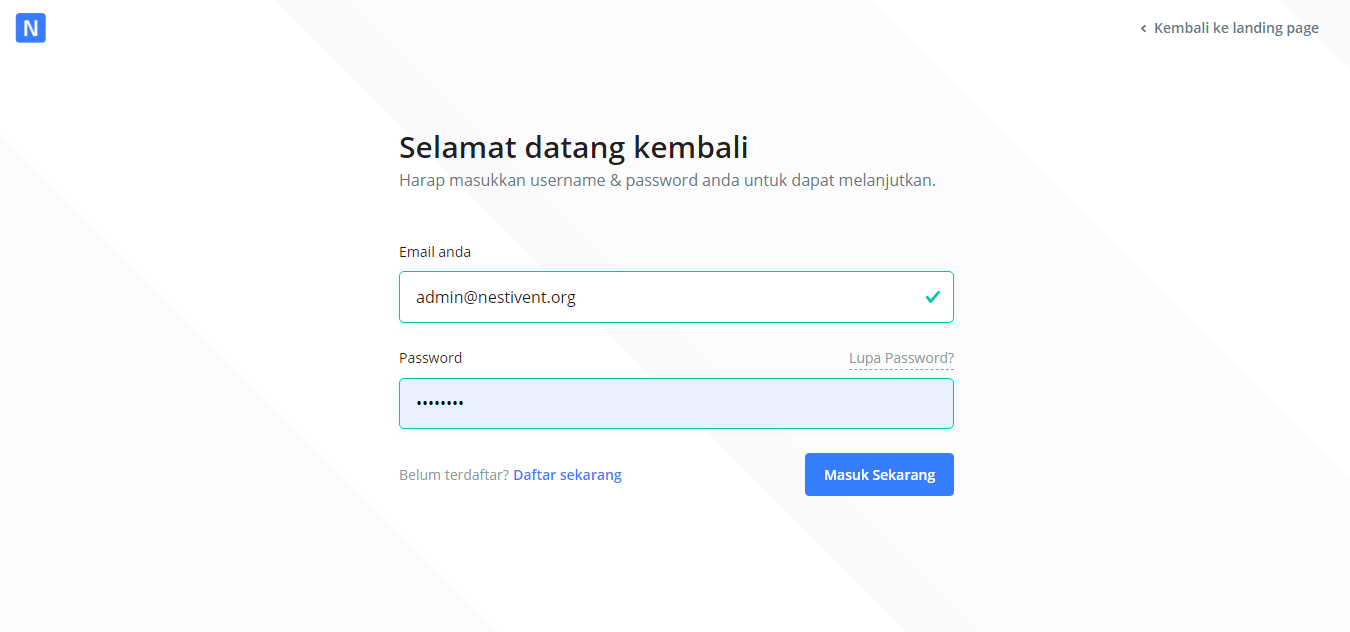 N
Kembali ke landing page
Selamat datang kembali
Harap masukkan username & password anda untuk dapat melanjutkan.
Email anda
admin@nestivent.org
Password Lupa Password?
••••••••
Belum terdaftar? Daftar sekarang Masuk Sekarang